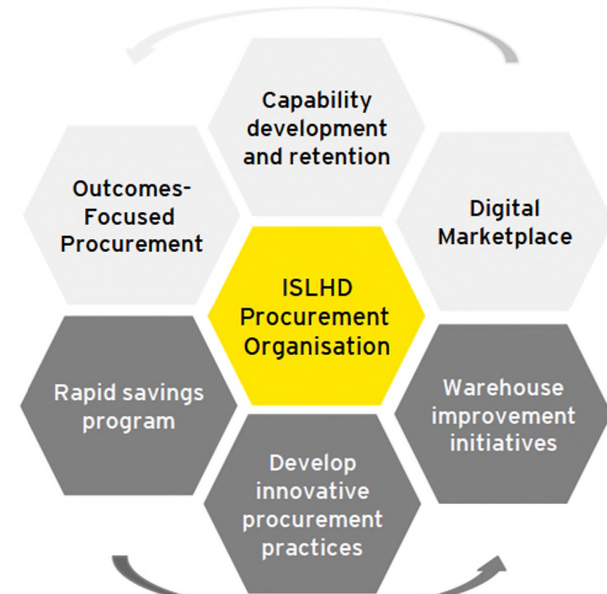 Capability
development
and retention
Outcomes-
Focused
Procurement
Digital
Marketplace
ISLHD
Procurement
Organisation
Rapid savings
program
Warehouse
improvement
initiatives
Develop
innovative
procurement
practices